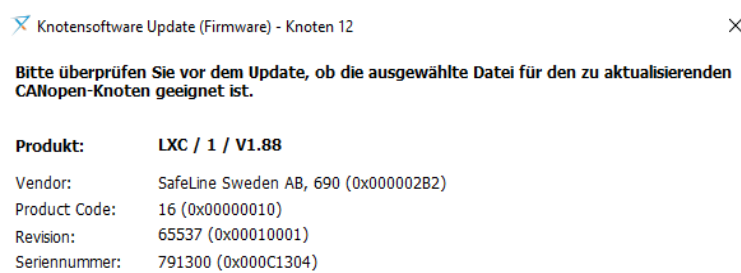 Knotensoftware Update (Firmware) - Knoten 12
Bitte überprüfen Sie vor dem Update, ob die ausgewählte Datei für den zu aktualisierenden
CANopen-Knoten geeignet ist.
Produkt: LXC / 1 / V1.88
Vendor: SafeLine Sweden AB, 690 (0x000002B2)
Product Code: 16 (0x00000010)
Revision: 65537 (0x00010001)
Seriennummer: 791300 (0x000C1304)